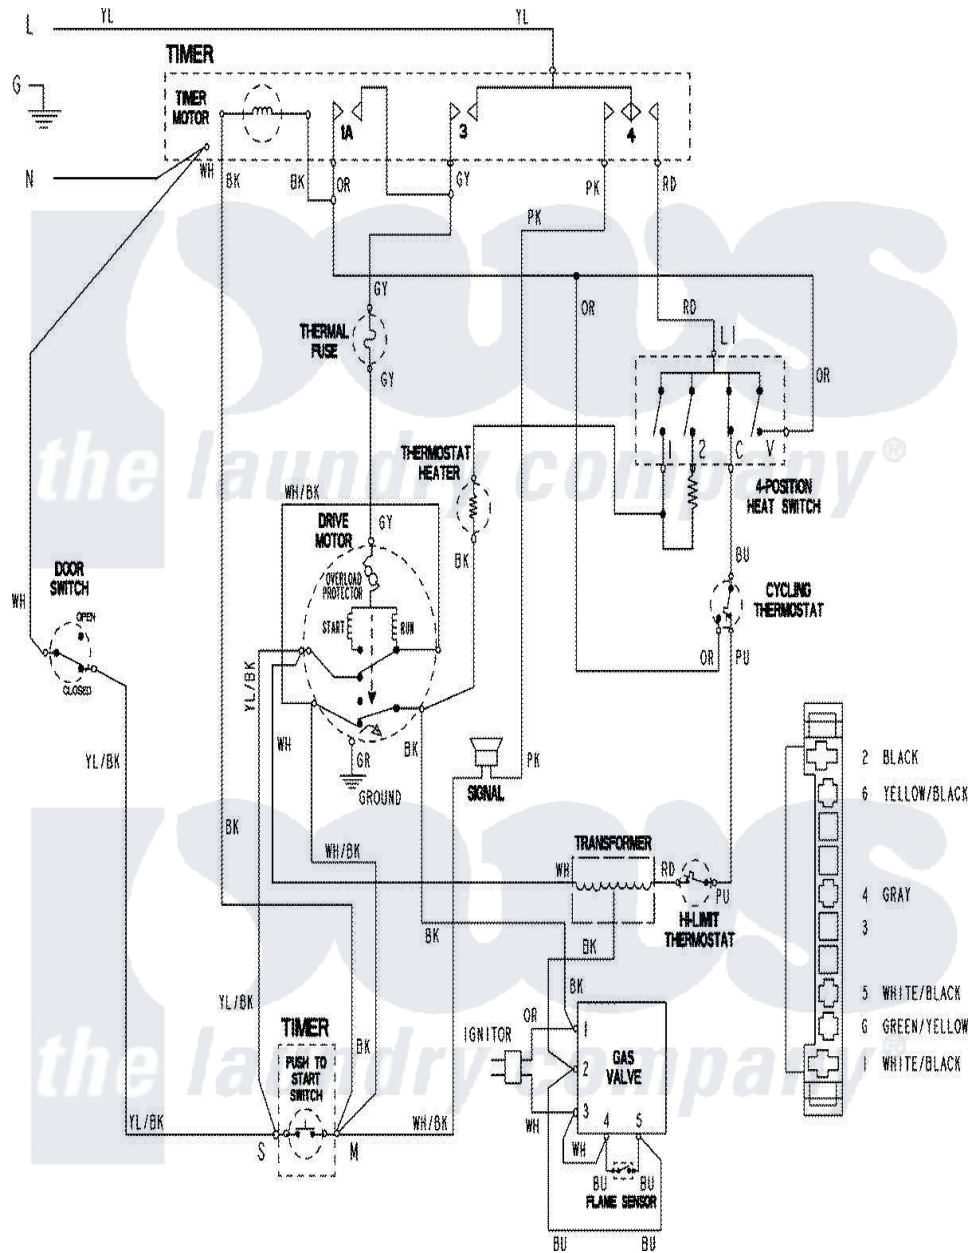 L
YL
YL
TIMER
G
TIMER
MOTOR
1A
3
4
N
WH
BK
BK
OR
GY
PK
RD
PK
GY
OR
RD
L1
THERMAL
FUSE
GY
OR
1
2
C
V
THERMOSTAT
HEATER
4-POSITION
HEAT SWITCH
the laundry company®
WH/BK
DRIVE
MOTOR
GY
BK
BU
DOOR
SWITCH
OVERLOAD
PROTECTOR
CYCLING
THERMOSTAT
WH
OPEN
START
RUN
CLOSED
OR
PU
YL/BK
WH
BK
GR
GROUND
YL/BK
SIGNAL
PK
2 BLACK
6 YELLOW/BLACK
BK
WH/BK
TRANSFORMER
WH
RD
PU
HI-LIMIT
THERMOSTAT
4 GRAY
3
BK
BK
BK
YL/BK
5 WHITE/BLACK
OR
TIMER
IGNITOR
1
GAS
VALVE
G GREEN/YELLOW
BK
the laundry company®
PUSH TO
START
SWITCH
2
1 WHITE/BLACK
3
YL/BK
WH/BK
WH
4
5
S
M
WH
BU
BU
FLAME SENSOR
BU
BU